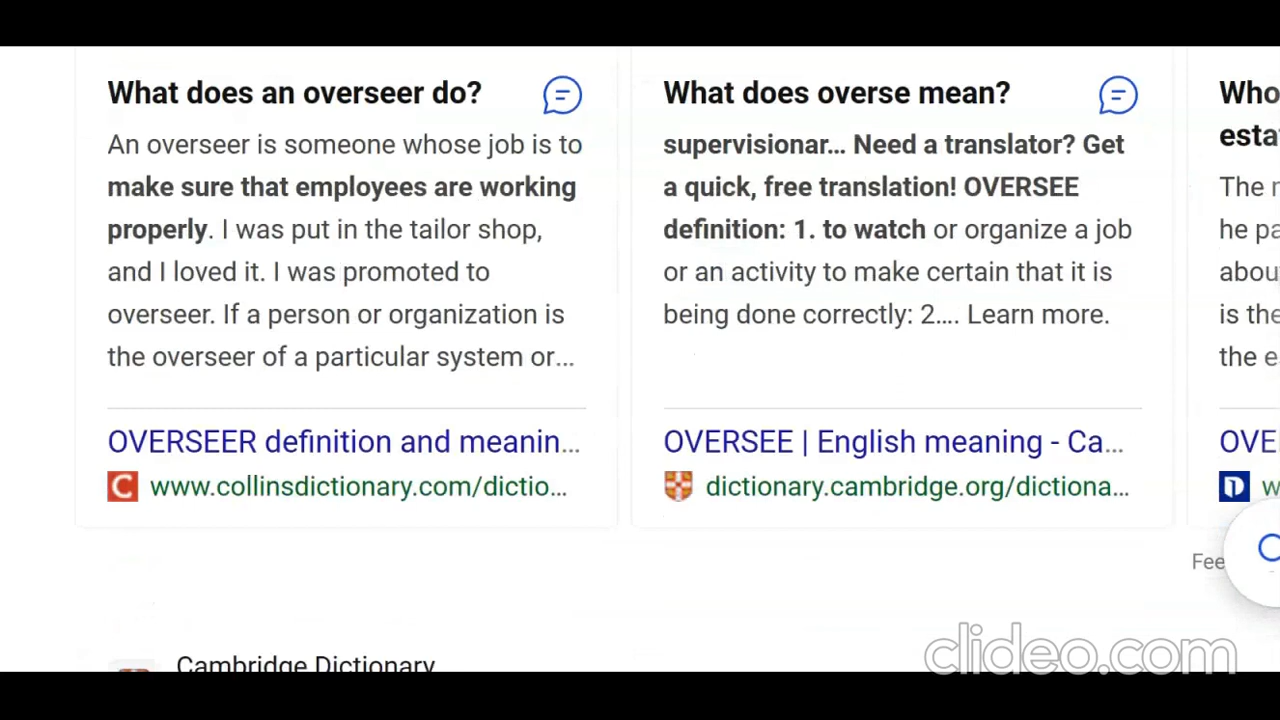 What does an overseer do?
An overseer is someone whose job is to
make sure that employees are working
properly. I was put in the tailor shop,
and I loved it. I was promoted to
overseer. If a person or organization is
the overseer of a particular system or...
OVERSEER definition and meanin...
www.collinsdictionary.com/dictio...
What does overse mean?
supervisionar... Need a translator? Get
a quick, free translation! OVERSEE
definition: 1. to watch or organize a job
or an activity to make certain that it is
being done correctly: 2.... Learn more.
OVERSEE | English meaning - Ca...
dictionary.cambridge.org/dictiona...
Who
esta
The
he pa
abou
is the
the e
OVE
w
Fee
Cambridge Dictionary
clideo.com